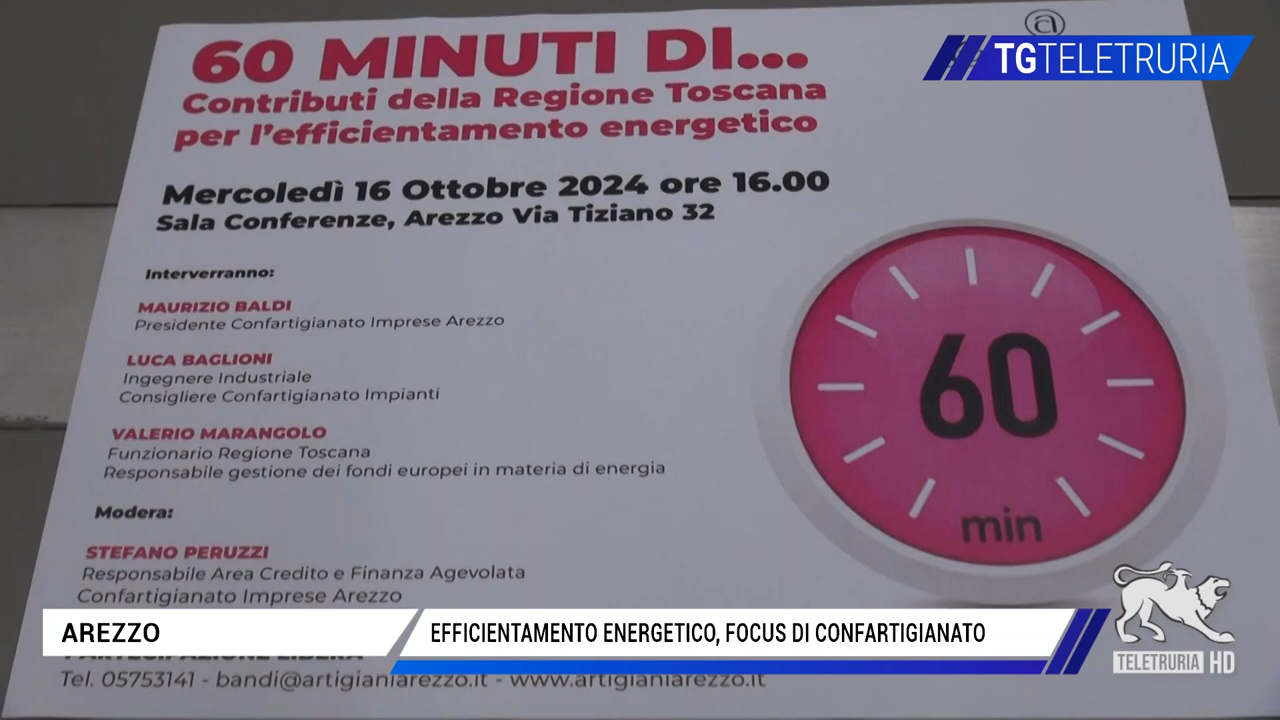 60 MINUTI DI...
Contributi della Regione Toscana
per l'efficientamento energetico
Mercoledì 16 Ottobre 2024 ore 16.00
Sala Conferenze, Arezzo Via Tiziano 32
Interverranno:
MAURIZIO BALDI
Presidente Confartigianato Imprese Arezzo
LUCA BAGLIONI
Ingegnere Industriale
Consigliere Confartigianato Impianti
VALERIO MARANGOLO
Funzionario Regione Toscana
Responsabile gestione dei fondi europei in materia di energia
Modera:
STEFANO PERUZZI
Responsabile Area Credito e Finanza Agevolata
Confartigianato Imprese Arezzo
PARTECIPAZIONE LIBERA
Tel. 05753141 - bandi@artigianiarezzo.it - www.artigianiarezzo.it
60
min
a
TGTELETRURIA
AREZZO
EFFICIENTAMENTO ENERGETICO, FOCUS DI CONFARTIGIANATO
TELETRURIA HD